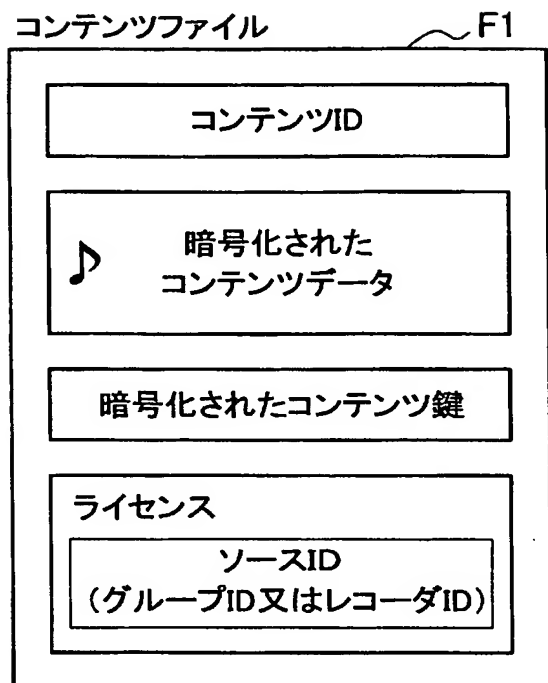 コンテンツファイル F1
コンテンツID
♪ 暗号化された
コンテンツデータ
暗号化されたコンテンツ鍵
ライセンス
ソースID
(グループID又はレコーダID)